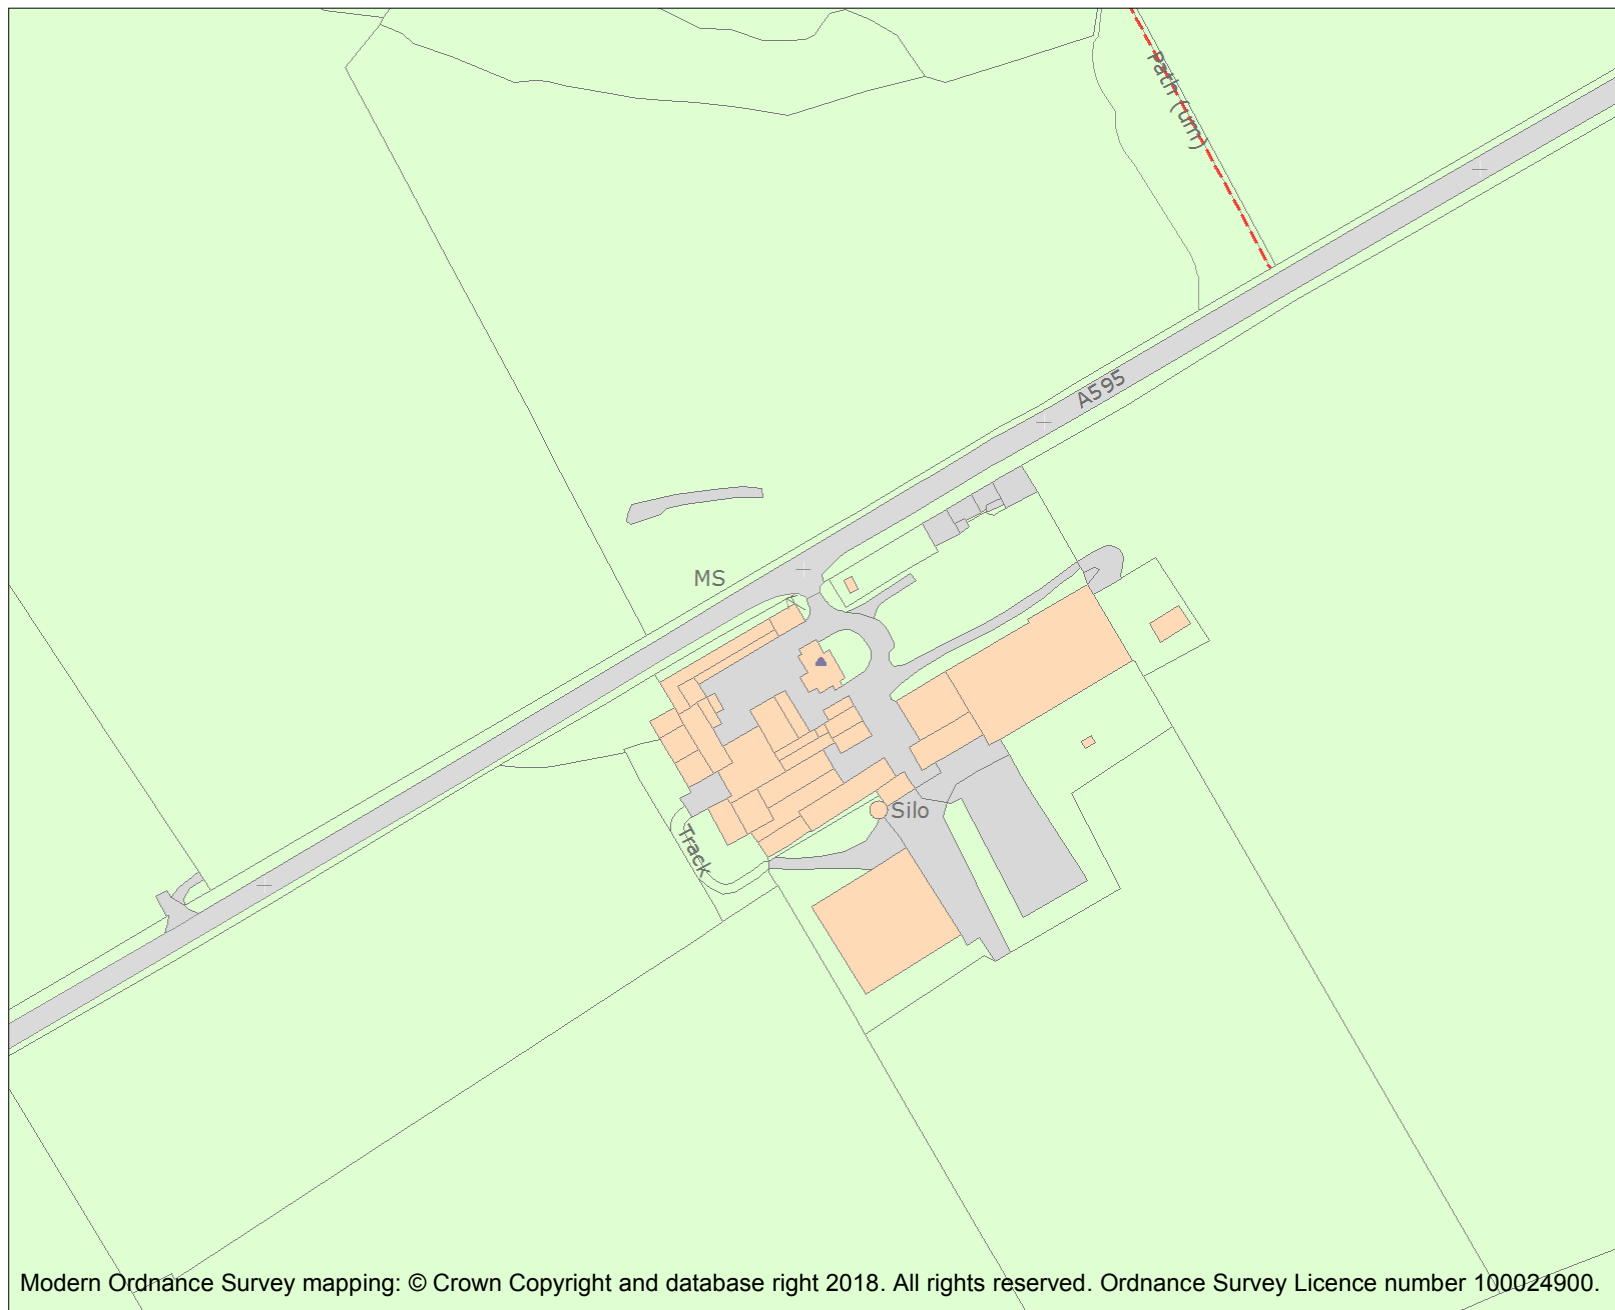 Path (um)
A595
MS
Silo
Track
Modern Ordnance Survey mapping: © Crown Copyright and database right 2018. All rights reserved. Ordnance Survey Licence number 100024900.